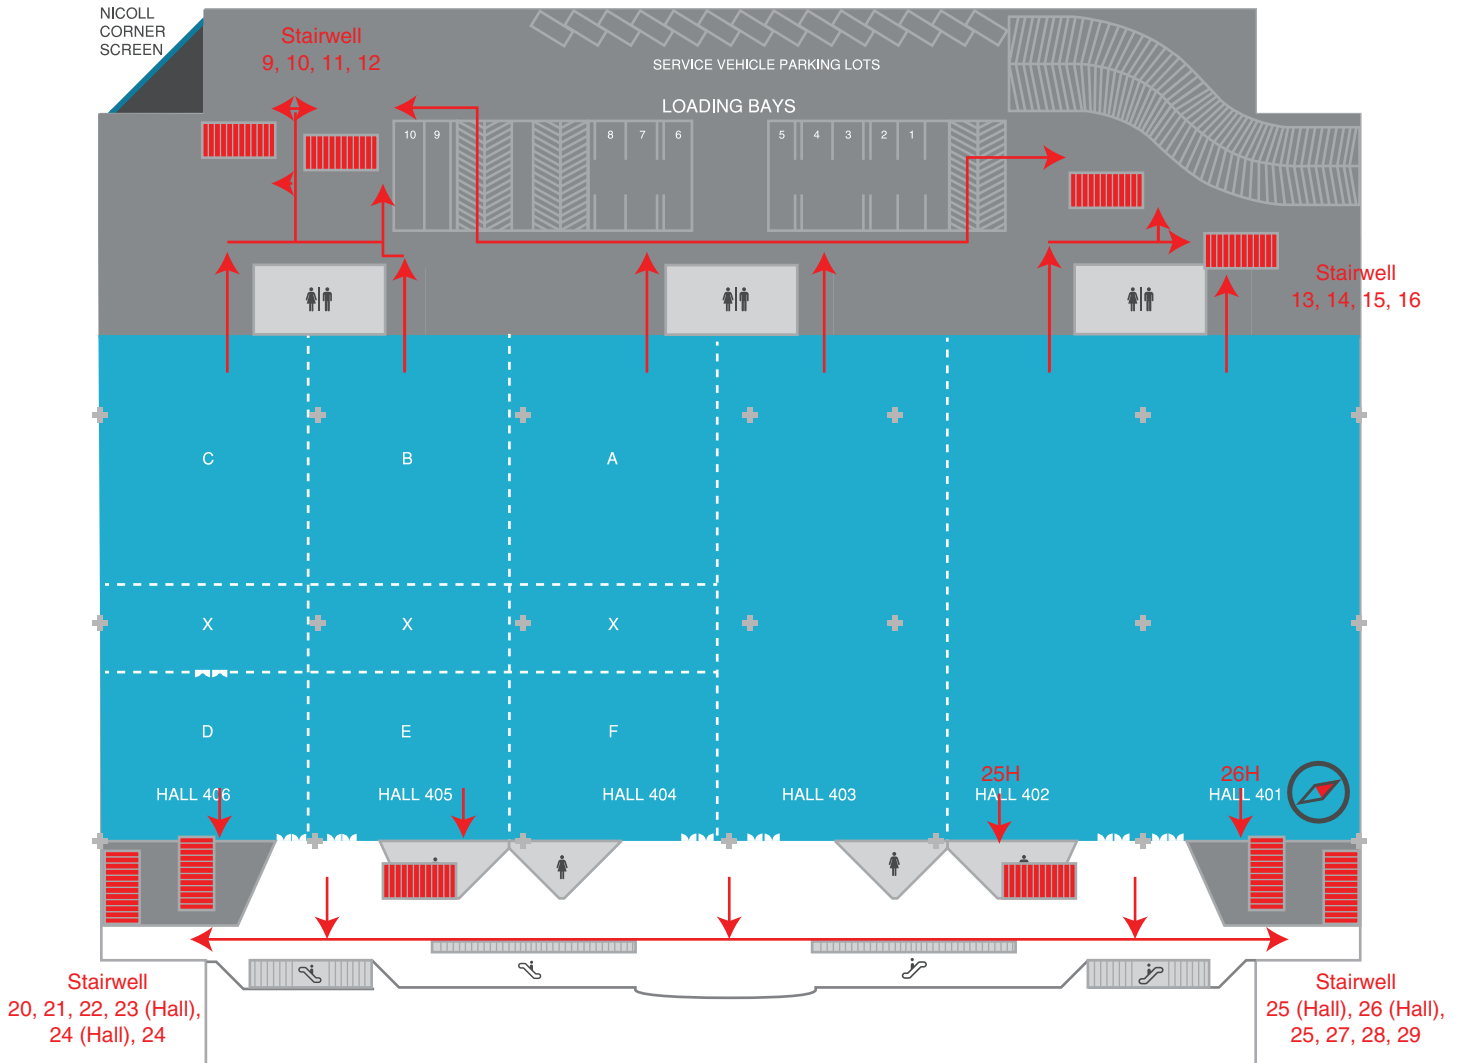 NICOLL
CORNER
SCREEN
Stairwell
9, 10, 11, 12
SERVICE VEHICLE PARKING LOTS
LOADING BAYS
10 9 8 7 6 5 4 3 2 1
Stairwell
13, 14, 15, 16
C B A
X X X
D E F
25H 26H
HALL 406 HALL 405 HALL 404 HALL 403 HALL 402 HALL 401
Stairwell
20, 21, 22, 23 (Hall),
24 (Hall), 24
Stairwell
25 (Hall), 26 (Hall),
25, 27, 28, 29